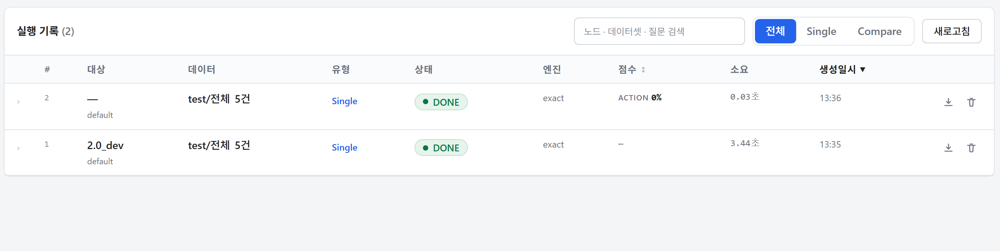 실행 기록 (2)
노드 · 데이터셋 · 질문 검색
전체 Single Compare
새로고침
# 대상 데이터 유형 상태 엔진 점수 ↕ 소요 생성일시 ▼
› 2 — test/전체 5건 Single ● DONE exact ACTION 0% 0.03초 13:36
default
› 1 2.0_dev test/전체 5건 Single ● DONE exact — 3.44초 13:35
default